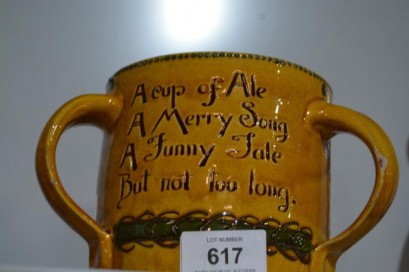 A cup of Ale
A Merry Song
A Funny Tale
But not too long.
LOT NUMBER
617